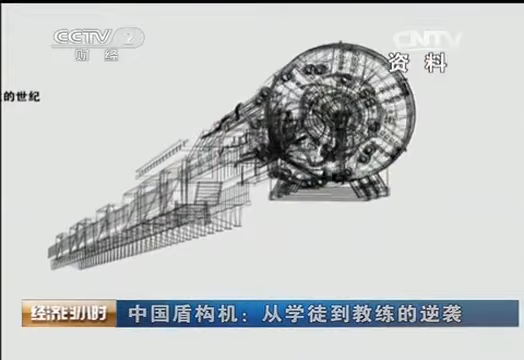 CCTV 2
财 经
CNTV
资 料
的世纪
经济半小时
中国盾构机：从学徒到教练的逆袭